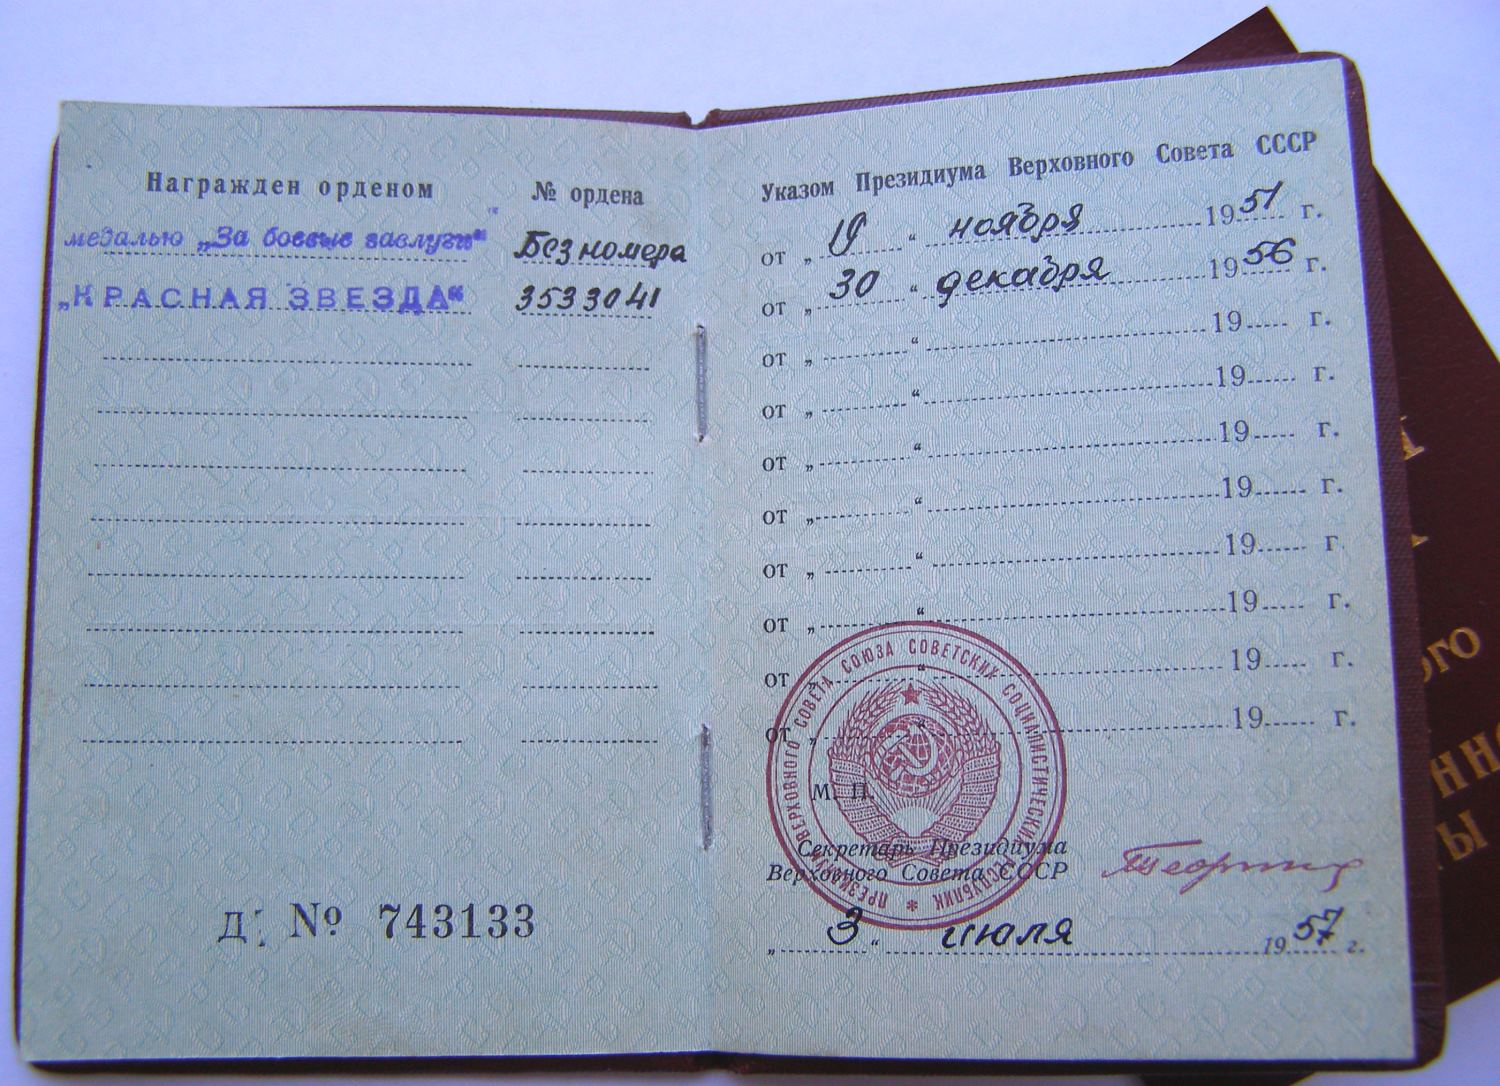 Награжден орденом № ордена
медалью „За боевые заслуги“ Без номера
„КРАСНАЯ ЗВЕЗДА“ 3533041
Д № 743133
Указом Президиума Верховного Совета СССР
от „ 19 “ ноября 1951 г.
от „ 30 “ декабря 1956 г.
от „ “ 19 г.
от „ “ 19 г.
от „ “ 19 г.
от „ “ 19 г.
от „ “ 19 г.
от „ “ 19 г.
от „ “ 19 г.
от „ “ 19 г.
М. П.
ПРЕЗИДИУМ ВЕРХОВНОГО СОВЕТА СОЮЗА СОВЕТСКИХ СОЦИАЛИСТИЧЕСКИХ РЕСПУБЛИК *
Секретарь Президиума
Верховного Совета СССР
„ 3 “ июля 1957 г.